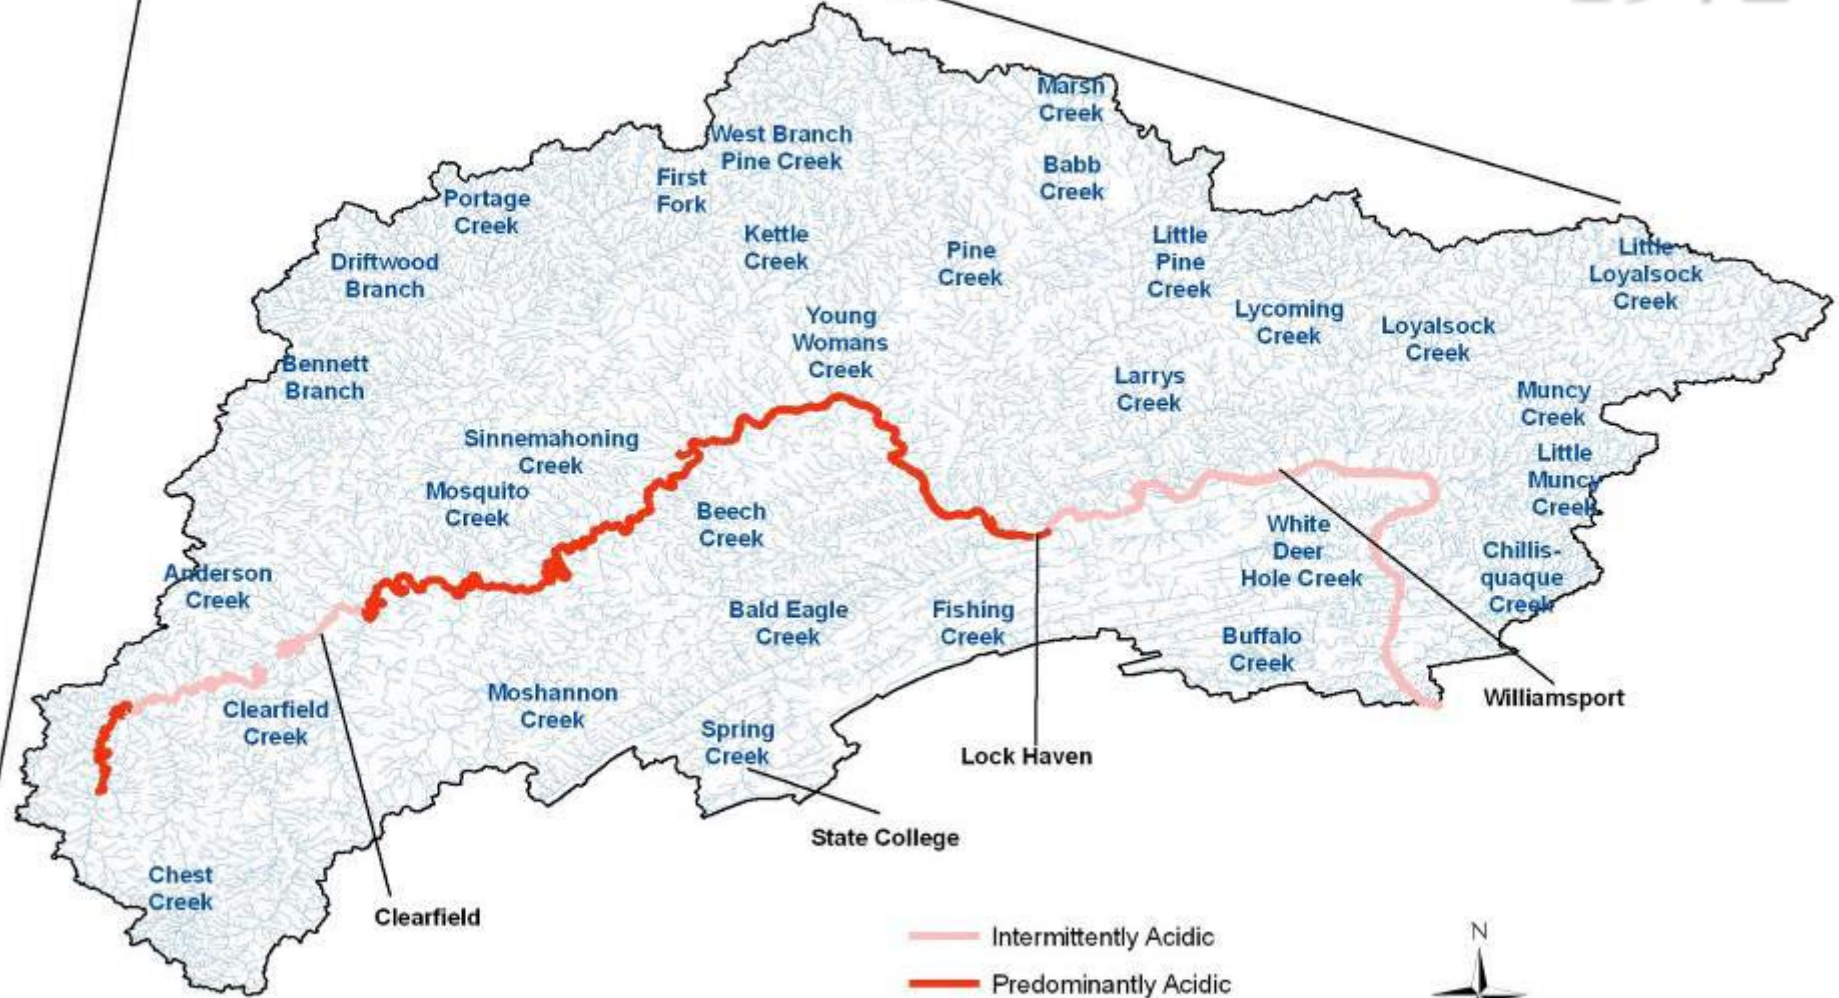 Marsh
Creek
West Branch
Pine Creek
Babb
Creek
First
Fork
Portage
Creek
Kettle
Creek
Pine
Creek
Little
Pine
Creek
Little
Loyalsock
Creek
Driftwood
Branch
Lycoming
Creek
Loyalsock
Creek
Young
Womans
Creek
Bennett
Branch
Larrys
Creek
Muncy
Creek
Sinnemahoning
Creek
Little
Muncy
Creek
Mosquito
Creek
Beech
Creek
White
Deer
Hole Creek
Chillis-
quaque
Creek
Anderson
Creek
Bald Eagle
Creek
Fishing
Creek
Buffalo
Creek
Moshannon
Creek
Williamsport
Clearfield
Creek
Spring
Creek
Lock Haven
State College
Chest
Creek
Clearfield
Intermittently Acidic
Predominantly Acidic
N